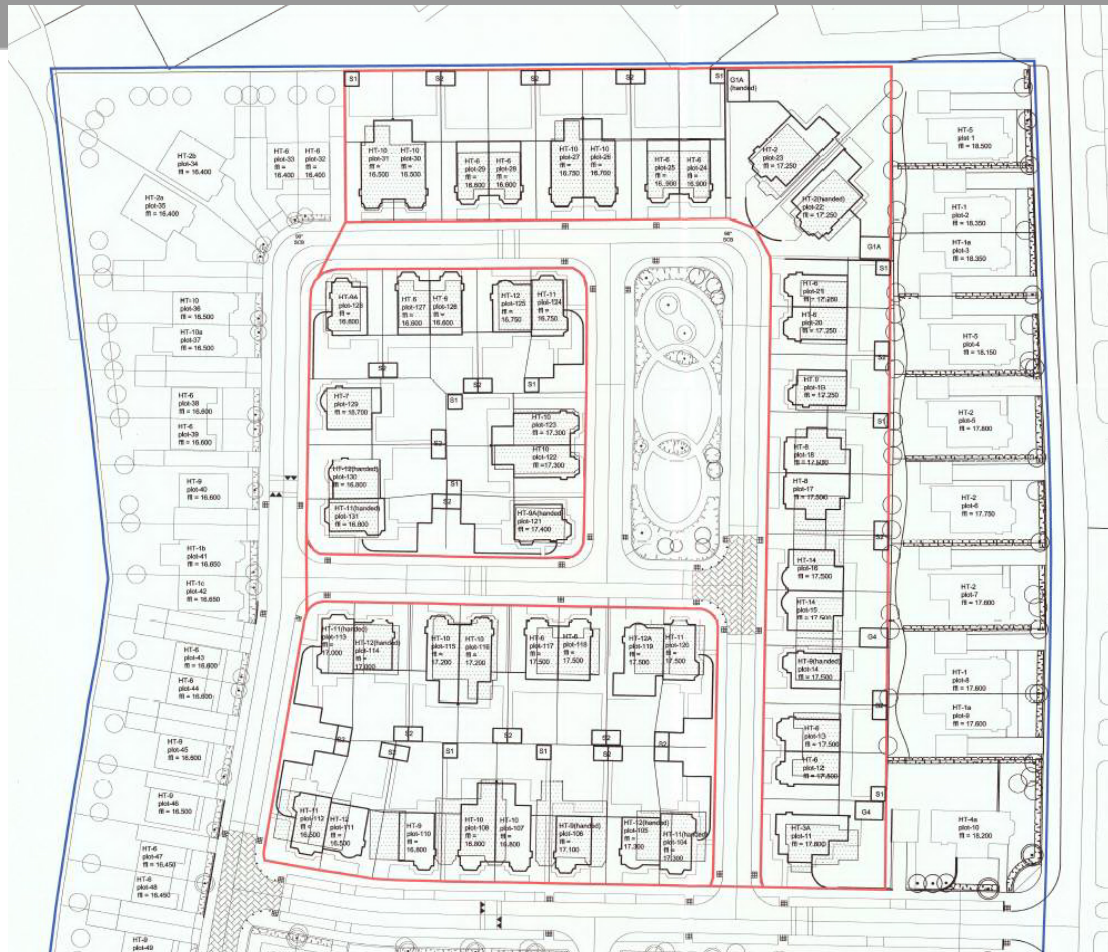 S1
S2
S2
S2
S1
G1A
(handed)
HT-2b
plot-34
ffl = 16.400
HT-6
plot-33
ffl =
16.400
HT-6
plot-32
ffl =
16.400
HT-10
plot-31
ffl =
16.500
HT-10
plot-30
ffl =
16.500
HT-6
plot-29
ffl =
16.600
HT-6
plot-28
ffl =
16.600
HT-10
plot-27
ffl =
16.750
HT-10
plot-26
ffl =
16.750
HT-6
plot-25
ffl =
16.900
HT-6
plot-24
ffl =
16.900
HT-2
plot-23
ffl = 17.250
HT-5
plot 1
ffl = 18.500
HT-2a
plot-35
ffl = 16.400
HT-2(handed)
plot-22
ffl = 17.250
HT-1
plot-2
ffl = 18.350
HT-1a
plot-3
ffl = 18.350
G1A
S1
HT-10
plot-36
ffl = 16.500
HT-10a
plot-37
ffl = 16.500
HT-9A
plot-128
ffl =
16.600
HT 6
plot-127
ffl =
16.600
HT 6
plot-126
ffl =
16.600
HT-12
plot-125
ffl =
16.750
HT-11
plot-124
ffl =
16.750
HT-6
plot-21
ffl = 17.250
HT-6
plot-20
ffl = 17.250
HT-5
plot-4
ffl = 18.150
S2
S2
S1
S1
S2
HT-6
plot-38
ffl = 16.600
HT-6
plot-39
ffl = 16.600
HT-7
plot-129
ffl = 16.700
HT-10
plot-123
ffl = 17.300
HT10
plot-122
ffl =17.300
plot-19
ffl = 17.250
S1
HT-2
plot-5
ffl = 17.800
S2
HT-8
plot-18
ffl = 17.500
HT-8
plot-17
ffl = 17.500
HT-9
plot-40
ffl = 16.600
HT-12(handed)
plot-130
ffl = 16.800
HT-11(handed)
plot-131
ffl = 16.800
S1
S2
HT-9A(handed)
plot-121
ffl = 17.400
HT-2
plot-6
ffl = 17.750
S2
HT-1b
plot-41
ffl = 16.650
HT-1c
plot-42
ffl = 16.650
HT-14
plot-16
ffl = 17.500
HT-14
plot-15
ffl = 17.500
HT-2
plot-7
ffl = 17.600
HT-6
plot-43
ffl = 16.600
HT-6
plot-44
ffl = 16.600
HT-11(handed)
plot-113
ffl =
17.000
HT-12(handed)
plot-114
ffl =
17.000
HT-10
plot-115
ffl =
17.200
HT-10
plot-116
ffl =
17.200
HT-6
plot-117
ffl =
17.500
HT-6
plot-118
ffl =
17.500
HT-12A
plot-119
ffl =
17.500
HT-11
plot-120
ffl =
17.500
G4
HT-9(handed)
plot-14
ffl = 17.500
HT-1
plot-8
ffl = 17.600
HT-1a
plot-9
ffl = 17.600
S2
HT-9
plot-45
ffl = 16.600
S2
S2
S2
S1
S2
S1
S2
S2
HT-6
plot-13
ffl = 17.500
HT-6
plot-12
ffl = 17.500
S1
G4
HT-9
plot-46
ffl = 16.500
HT-11
plot-112
ffl =
16.500
HT-12
plot-111
ffl =
16.500
HT-9
plot-110
ffl =
16.800
HT-10
plot-108
ffl =
16.800
HT-10
plot-107
ffl =
16.800
HT-9(handed)
plot-106
ffl =
17.100
HT-12(handed)
plot-105
ffl =
17.300
HT-11(handed)
plot-104
ffl =
17.300
HT-3A
plot-11
ffl = 17.600
HT-4a
plot-10
ffl = 18.200
HT-6
plot-47
ffl = 16.450
HT-6
plot-48
ffl = 16.450
HT-9
plot-49